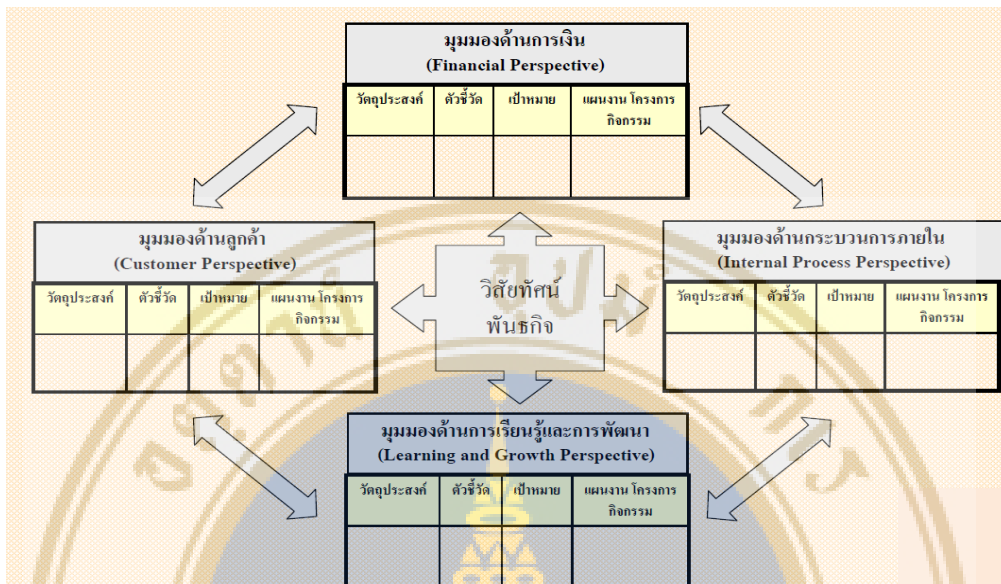 มุมมองด้านการเงิน
(Financial Perspective)
วัตถุประสงค์ ตัวชี้วัด เป้าหมาย แผนงาน โครงการ
กิจกรรม
มุมมองด้านลูกค้า
(Customer Perspective)
วัตถุประสงค์ ตัวชี้วัด เป้าหมาย แผนงาน โครงการ
กิจกรรม
วิสัยทัศน์
พันธกิจ
มุมมองด้านกระบวนการภายใน
(Internal Process Perspective)
วัตถุประสงค์ ตัวชี้วัด เป้าหมาย แผนงาน โครงการ
กิจกรรม
มุมมองด้านการเรียนรู้และการพัฒนา
(Learning and Growth Perspective)
วัตถุประสงค์ ตัวชี้วัด เป้าหมาย แผนงาน โครงการ
กิจกรรม
อตฺตานํ อุปมํ กเร